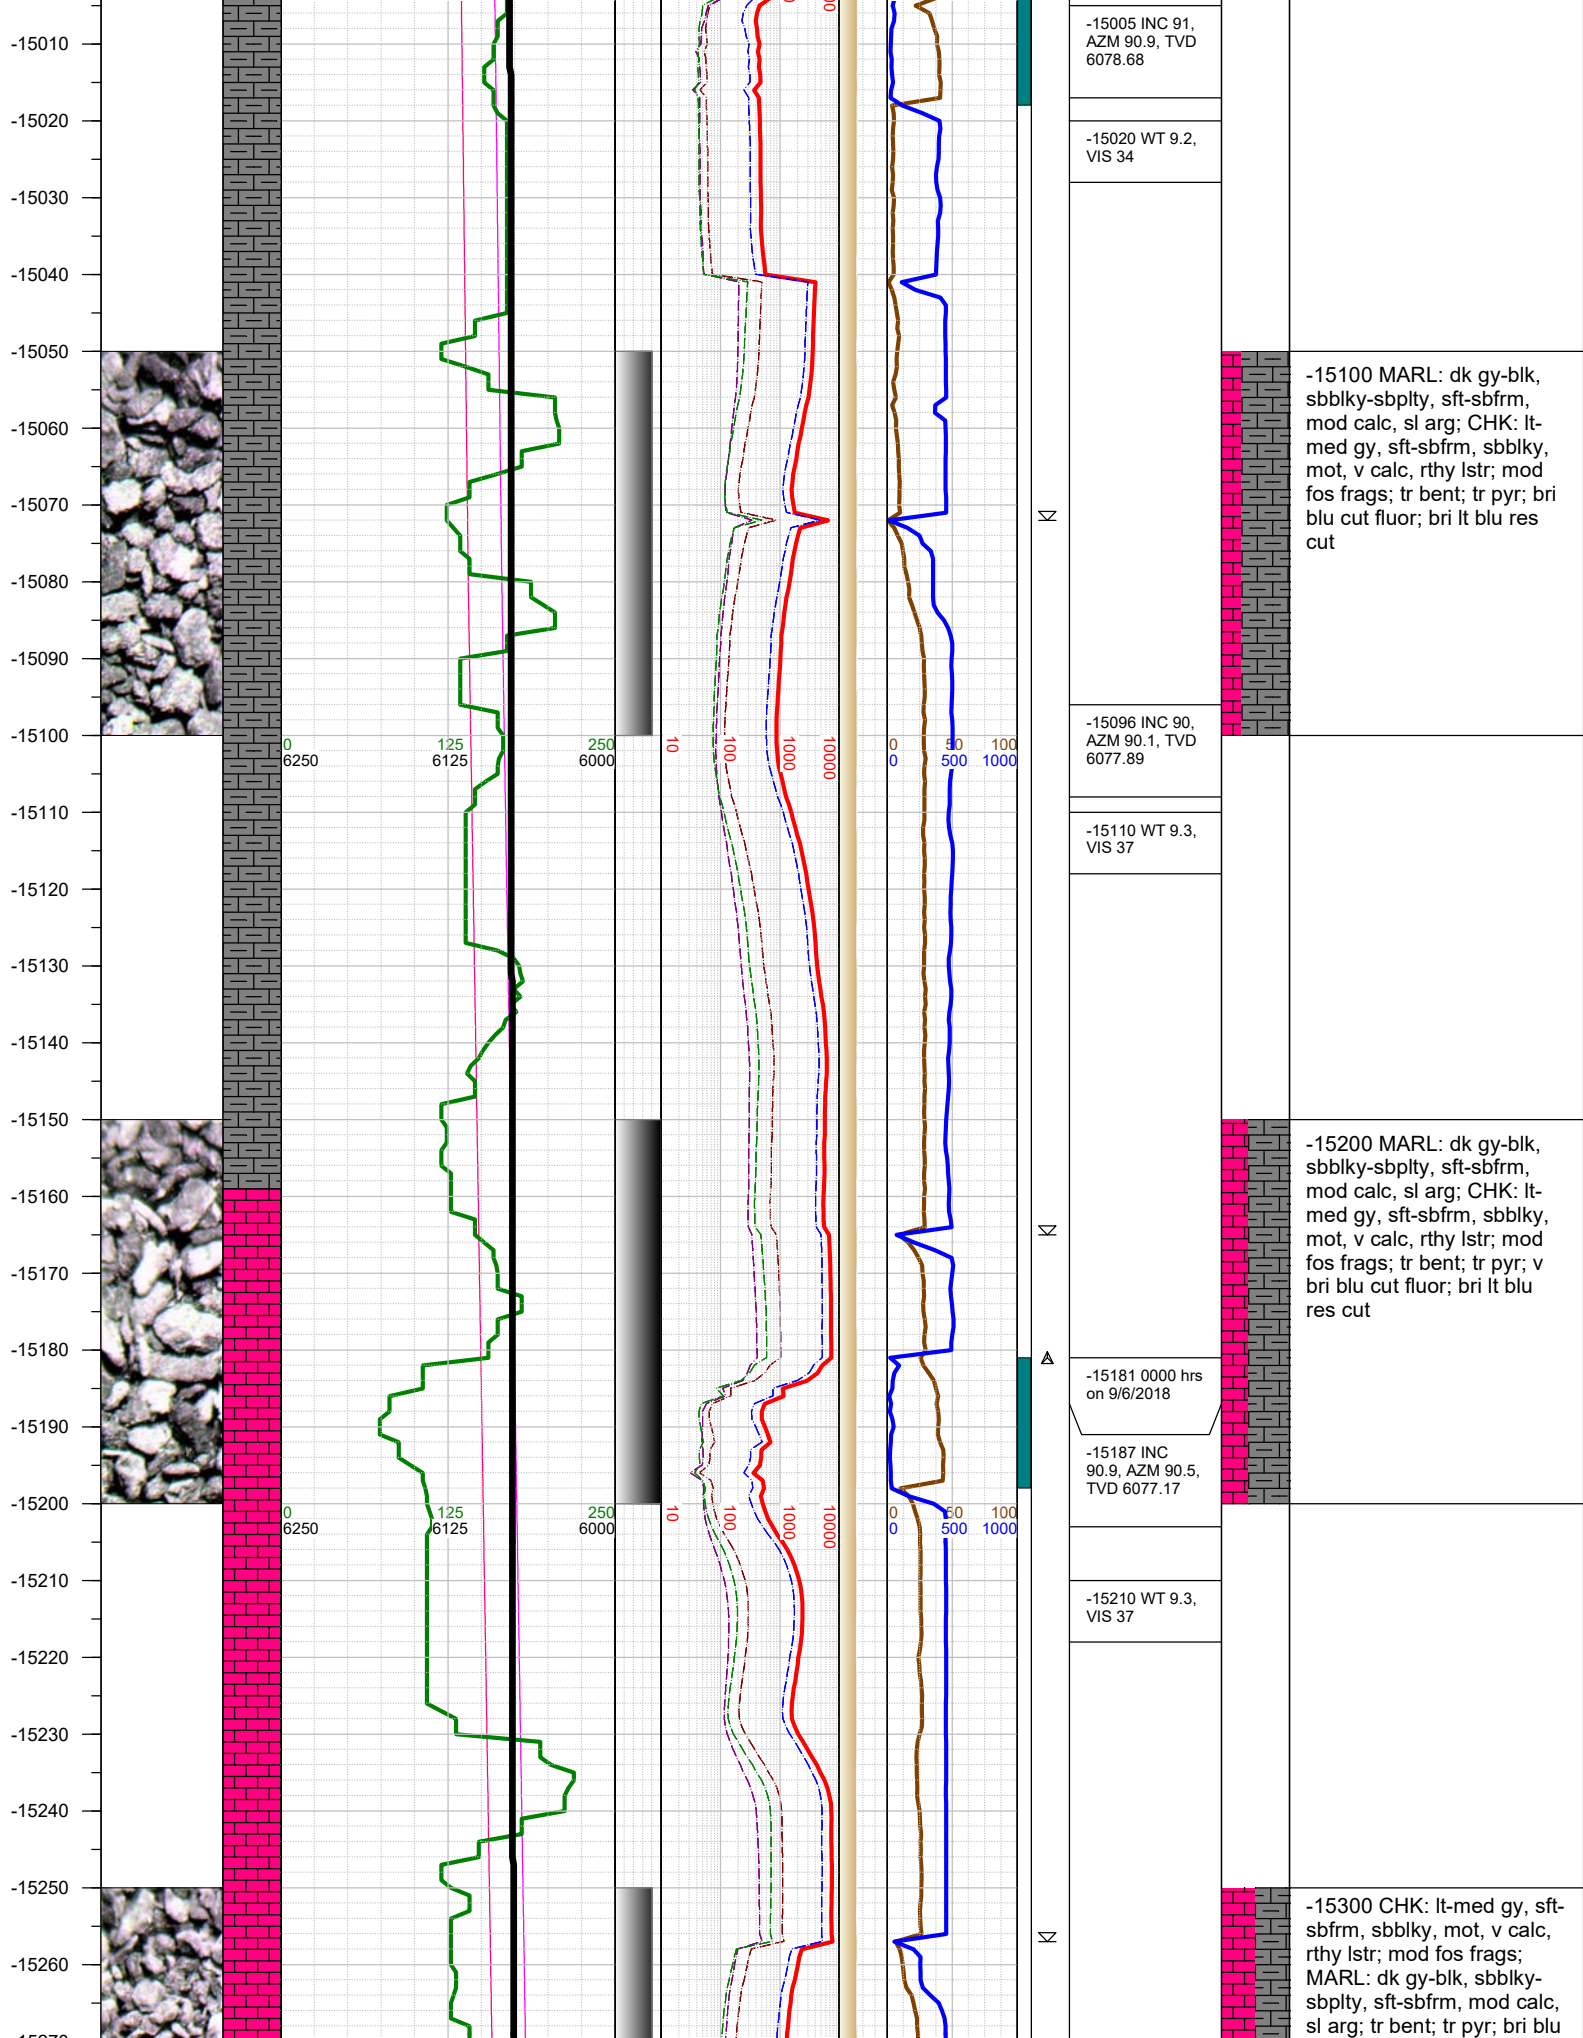 -15010
-15020
-15030
-15040
-15050
-15060
-15070
-15080
-15090
-15100
-15110
-15120
-15130
-15140
-15150
-15160
-15170
-15180
-15190
-15200
-15210
-15220
-15230
-15240
-15250
-15260
0 125 250
6250 6125 6000
10 100 1000 10000
0 50 100
0 500 1000
0 125 250
6250 6125 6000
10 100 1000 10000
0 50 100
0 500 1000
-15005 INC 91,
AZM 90.9, TVD
6078.68
-15020 WT 9.2,
VIS 34
-15096 INC 90,
AZM 90.1, TVD
6077.89
-15110 WT 9.3,
VIS 37
-15181 0000 hrs
on 9/6/2018
-15187 INC
90.9, AZM 90.5,
TVD 6077.17
-15210 WT 9.3,
VIS 37
-15100 MARL: dk gy-blk,
sbblky-sbplty, sft-sbfrm,
mod calc, sl arg; CHK: lt-
med gy, sft-sbfrm, sbblky,
mot, v calc, rthy lstr; mod
fos frags; tr bent; tr pyr; bri
blu cut fluor; bri lt blu res
cut
-15200 MARL: dk gy-blk,
sbblky-sbplty, sft-sbfrm,
mod calc, sl arg; CHK: lt-
med gy, sft-sbfrm, sbblky,
mot, v calc, rthy lstr; mod
fos frags; tr bent; tr pyr; v
bri blu cut fluor; bri lt blu
res cut
-15300 CHK: lt-med gy, sft-
sbfrm, sbblky, mot, v calc,
rthy lstr; mod fos frags;
MARL: dk gy-blk, sbblky-
sbplty, sft-sbfrm, mod calc,
sl arg; tr bent; tr pyr; bri blu